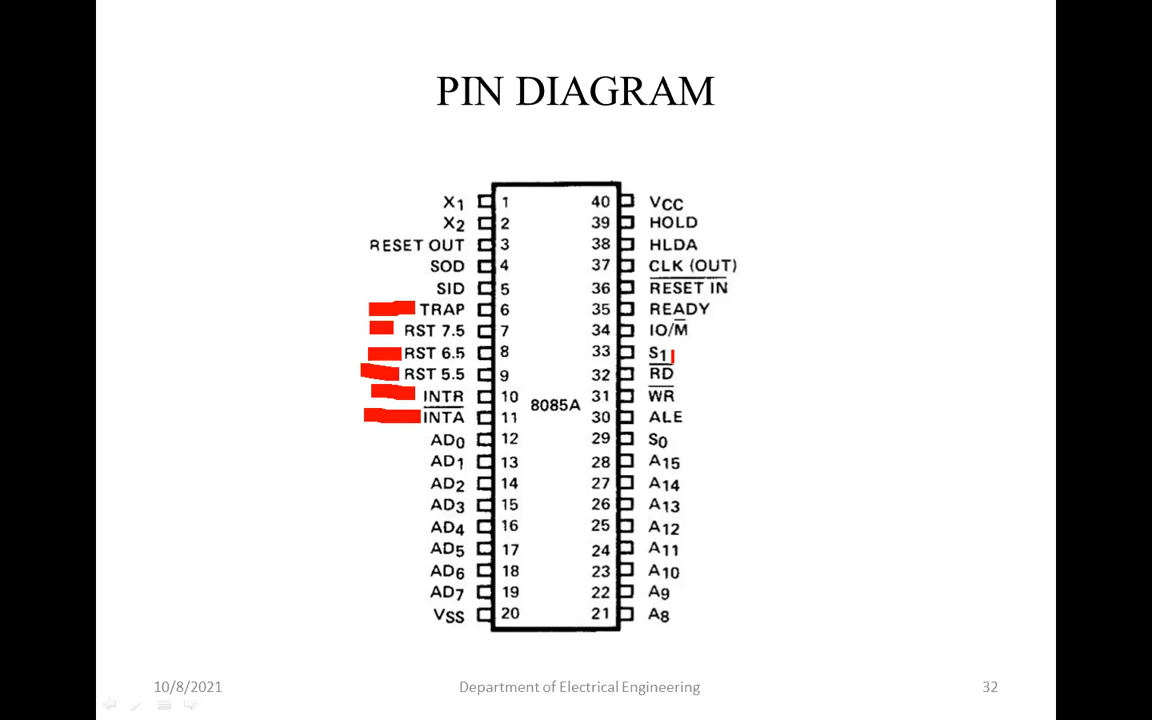 PIN DIAGRAM
X1 1 40 VCC
X2 2 39 HOLD
RESET OUT 3 38 HLDA
SOD 4 37 CLK (OUT)
SID 5 36 RESET IN
TRAP 6 35 READY
RST 7.5 7 34 IO/M
RST 6.5 8 33 S1
RST 5.5 9 32 RD
INTR 10 31 WR
8085A
INTA 11 30 ALE
AD0 12 29 S0
AD1 13 28 A15
AD2 14 27 A14
AD3 15 26 A13
AD4 16 25 A12
AD5 17 24 A11
AD6 18 23 A10
AD7 19 22 A9
VSS 20 21 A8
10/8/2021 Department of Electrical Engineering 32